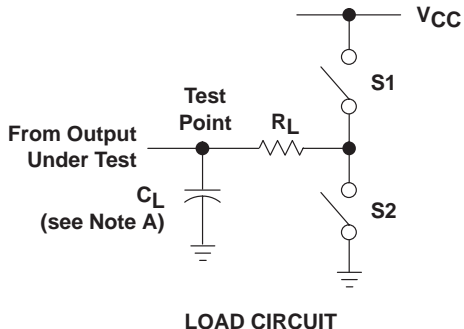 VCC
S1
Test
Point
RL
From Output
Under Test
CL
(see Note A)
S2
LOAD CIRCUIT